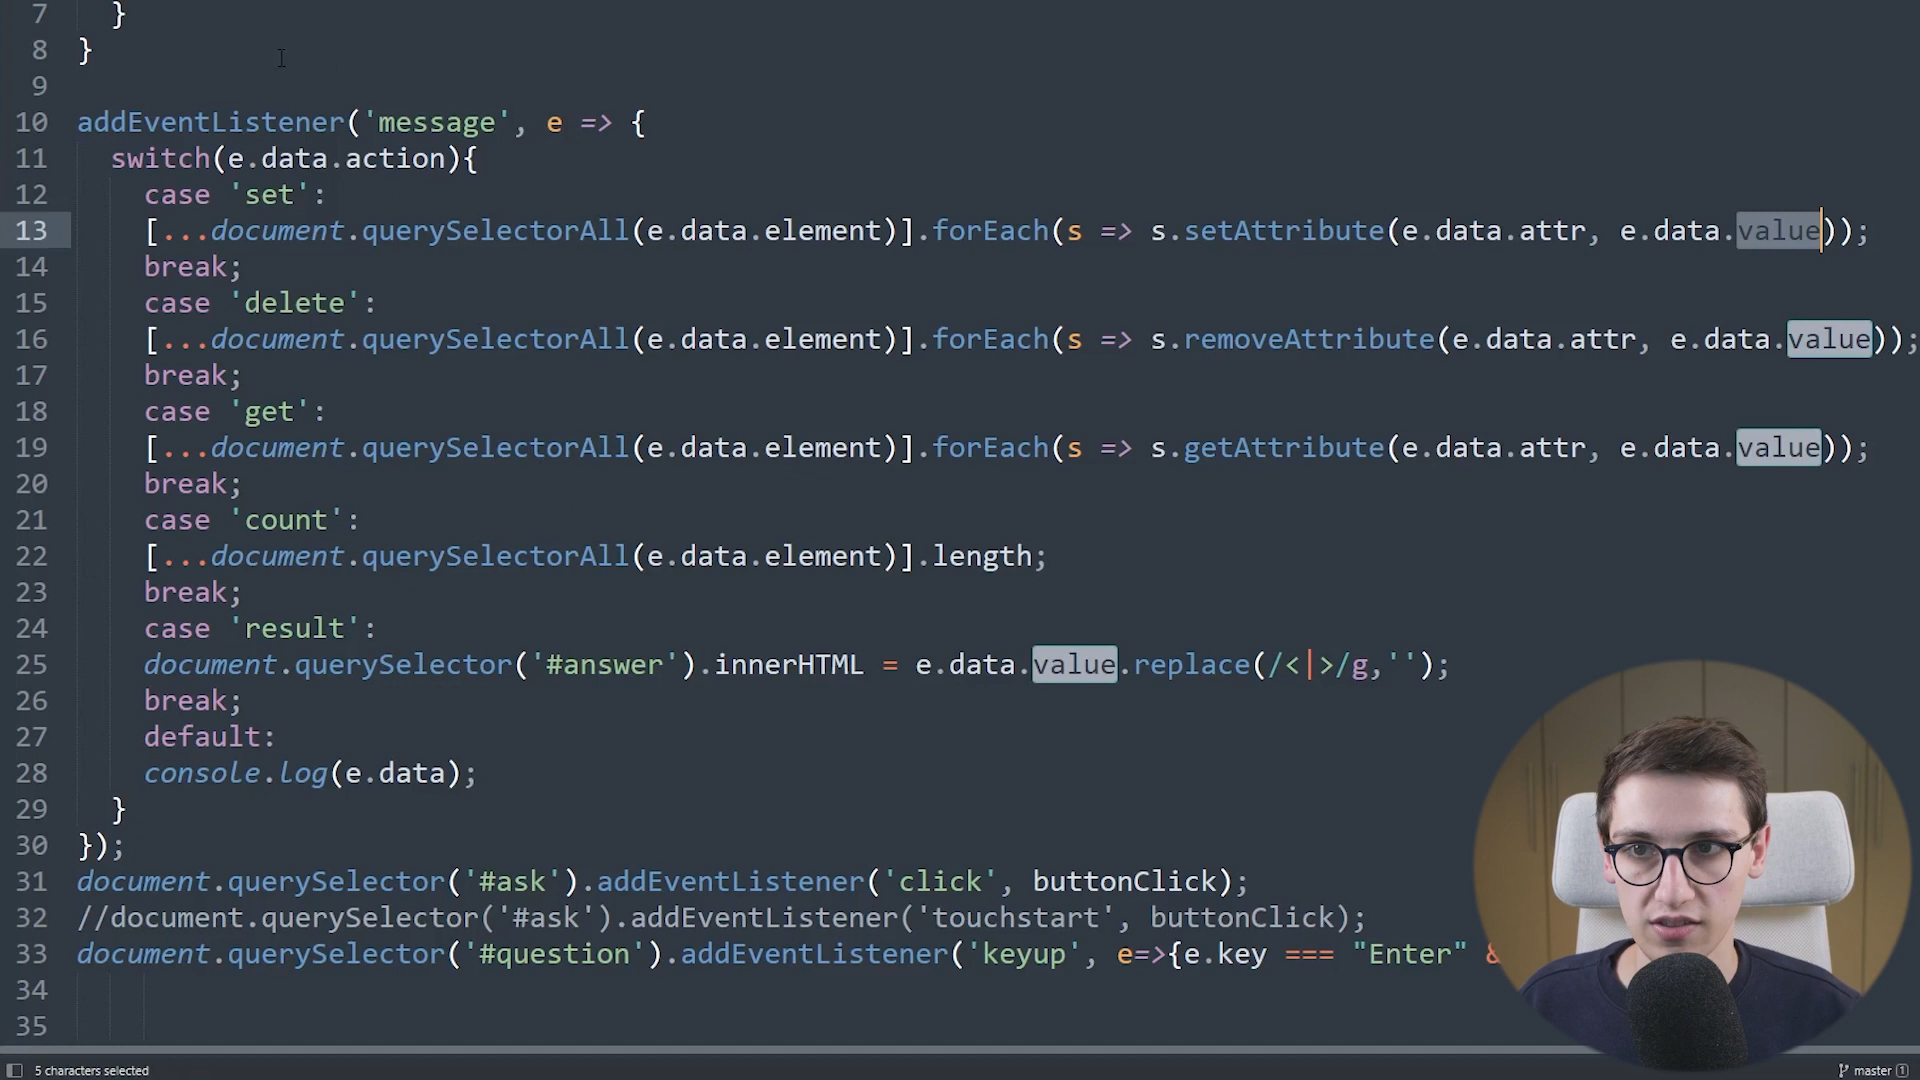 7 }
8 }
9
10 addEventListener('message', e => {
11 switch(e.data.action){
12 case 'set':
13 [...document.querySelectorAll(e.data.element)].forEach(s => s.setAttribute(e.data.attr, e.data.value));
14 break;
15 case 'delete':
16 [...document.querySelectorAll(e.data.element)].forEach(s => s.removeAttribute(e.data.attr, e.data.value));
17 break;
18 case 'get':
19 [...document.querySelectorAll(e.data.element)].forEach(s => s.getAttribute(e.data.attr, e.data.value));
20 break;
21 case 'count':
22 [...document.querySelectorAll(e.data.element)].length;
23 break;
24 case 'result':
25 document.querySelector('#answer').innerHTML = e.data.value.replace(/<|>/g,'');
26 break;
27 default:
28 console.log(e.data);
29 }
30 });
31 document.querySelector('#ask').addEventListener('click', buttonClick);
32 //document.querySelector('#ask').addEventListener('touchstart', buttonClick);
33 document.querySelector('#question').addEventListener('keyup', e=>{e.key === "Enter" &
34
35
5 characters selected
master 1